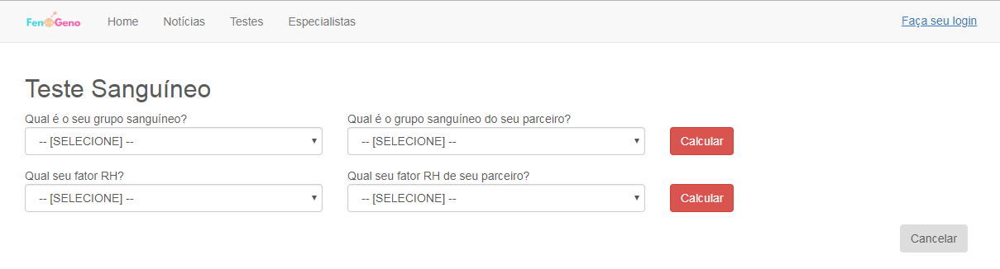 FenoGeno Home Notícias Testes Especialistas Faça seu login
Teste Sanguíneo
Qual é o seu grupo sanguíneo? Qual é o grupo sanguíneo do seu parceiro?
-- [SELECIONE] -- -- [SELECIONE] -- Calcular
Qual seu fator RH? Qual seu fator RH de seu parceiro?
-- [SELECIONE] -- -- [SELECIONE] -- Calcular
Cancelar